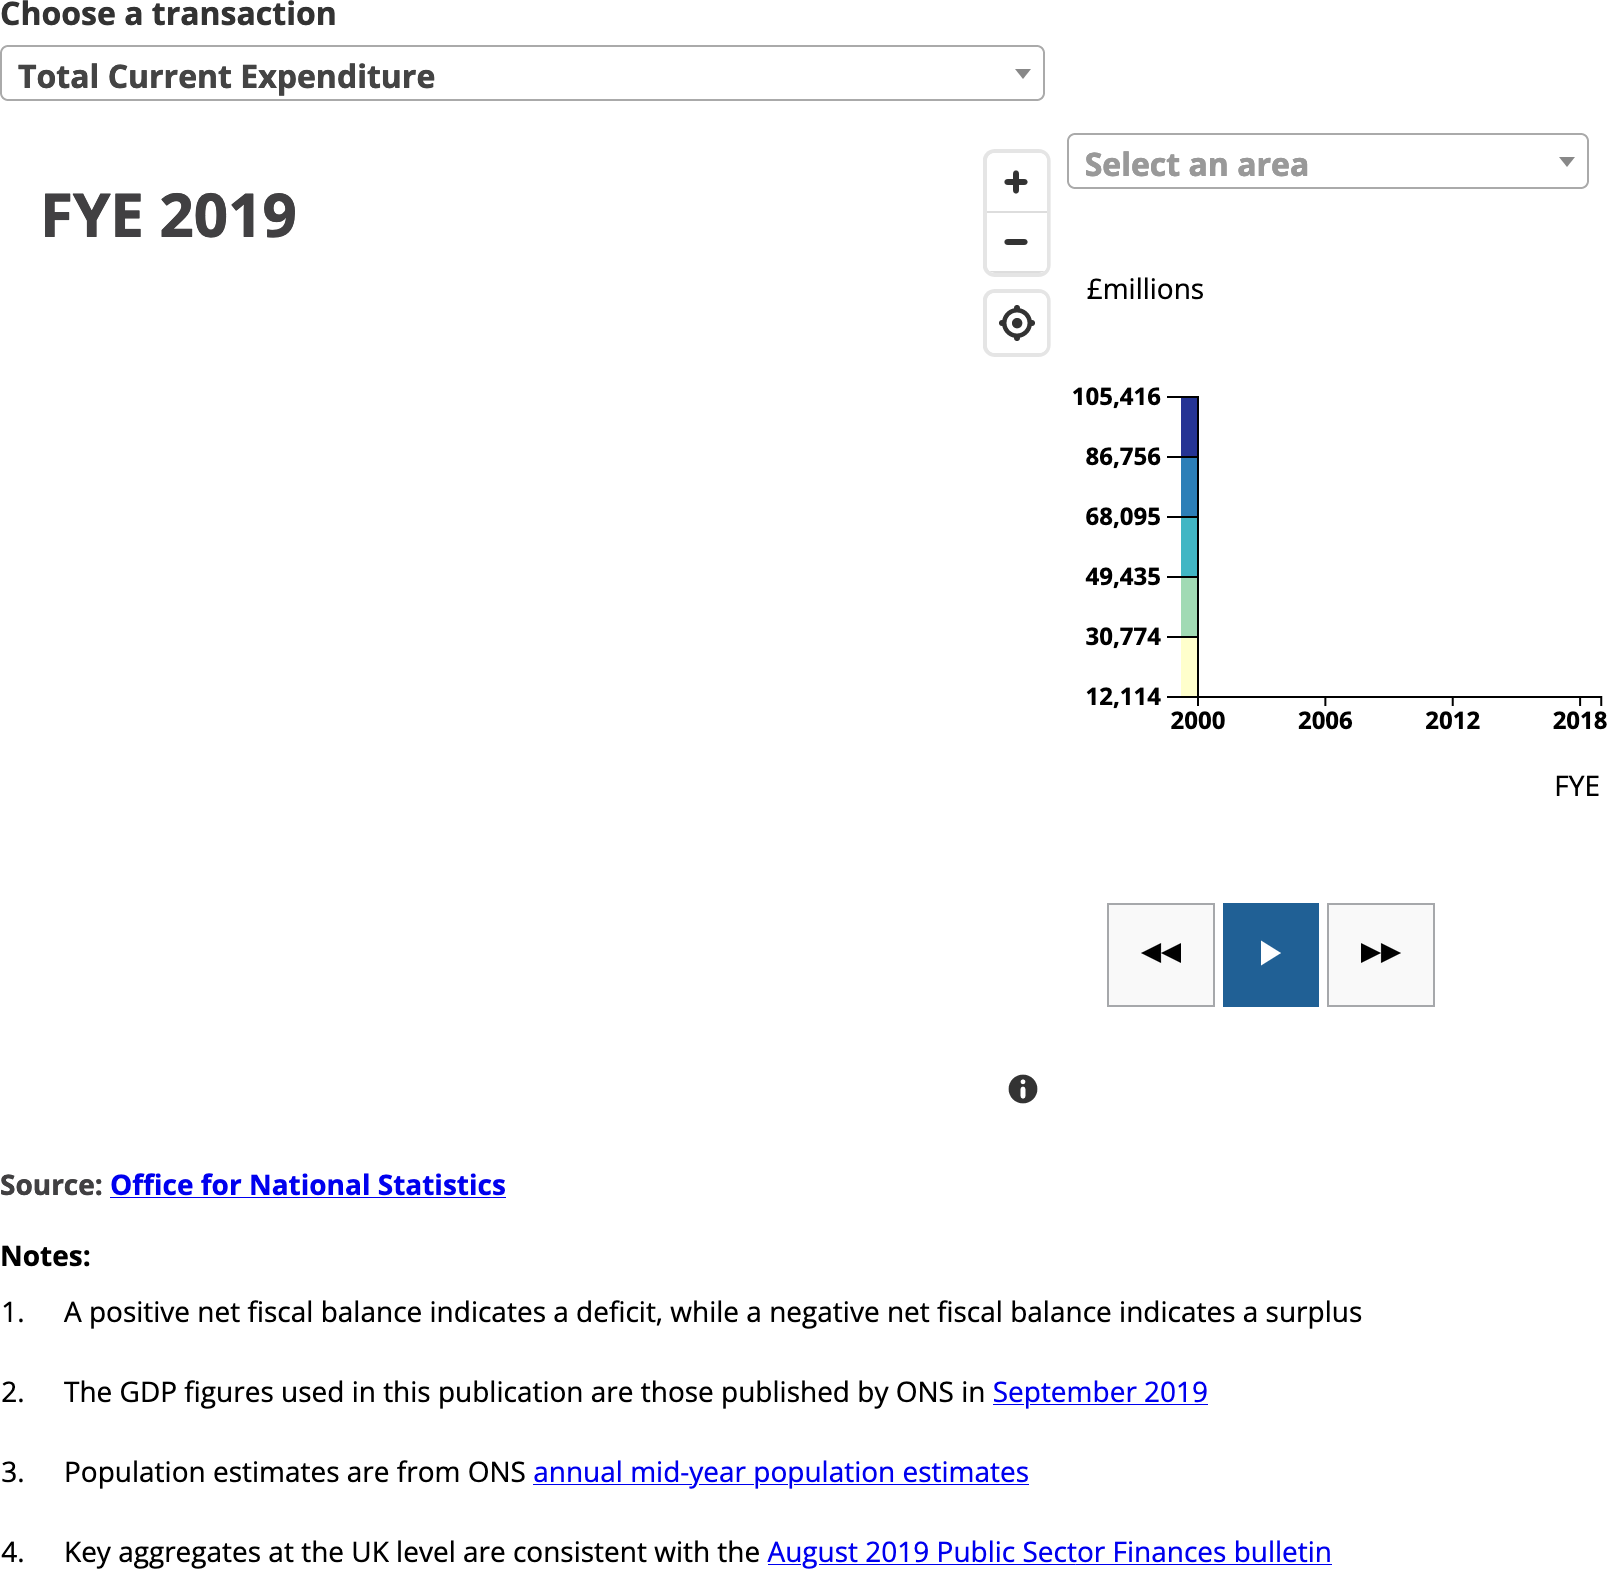 Choose a transaction
Total Current Expenditure
Select an area
FYE 2019
£millions
105,416
86,756
68,095
49,435
30,774
12,114
2000 2006 2012 2018
FYE
Source: Office for National Statistics
Notes:
1. A positive net fiscal balance indicates a deficit, while a negative net fiscal balance indicates a surplus
2. The GDP figures used in this publication are those published by ONS in September 2019
3. Population estimates are from ONS annual mid-year population estimates
4. Key aggregates at the UK level are consistent with the August 2019 Public Sector Finances bulletin